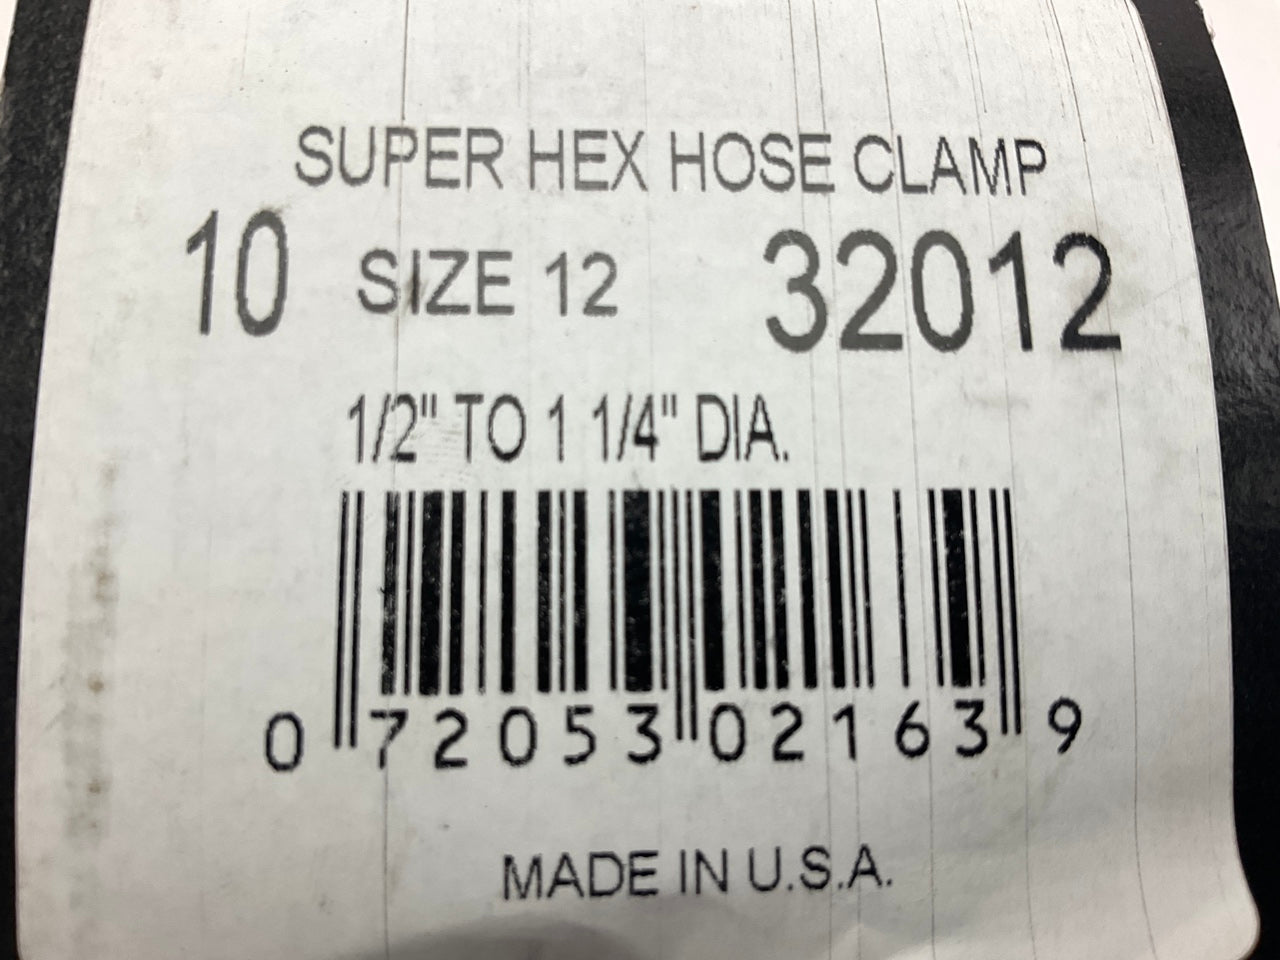 SUPER HEX HOSE CLAMP
10 SIZE 12 32012
1/2" TO 1 1/4" DIA.
0 72053 02163 9
MADE IN U.S.A.